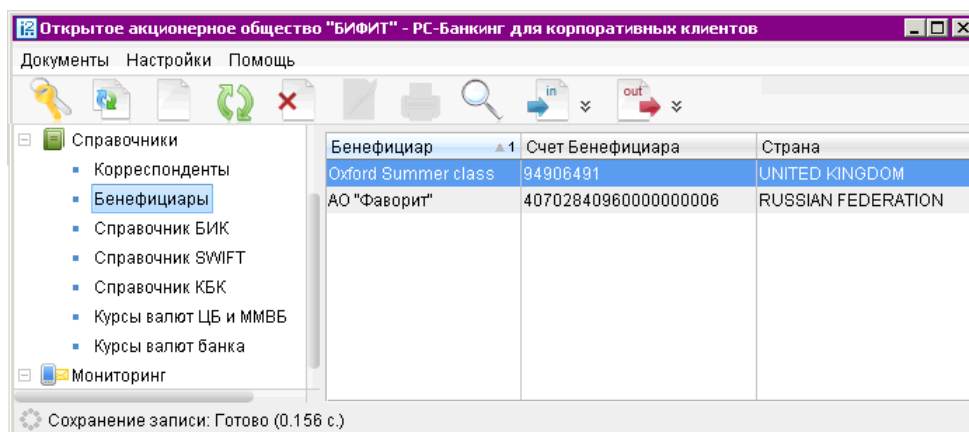 Открытое акционерное общество "БИФИТ" - РС-Банкинг для корпоративных клиентов
Документы Настройки Помощь
in out
Справочники
Корреспонденты
Бенефициары
Справочник БИК
Справочник SWIFT
Справочник КБК
Курсы валют ЦБ и ММВБ
Курсы валют банка
Мониторинг
Бенефициар 1 Счет Бенефициара Страна
Oxford Summer class 94906491 UNITED KINGDOM
АО "Фаворит" 40702840960000000006 RUSSIAN FEDERATION
Сохранение записи: Готово (0.156 с.)